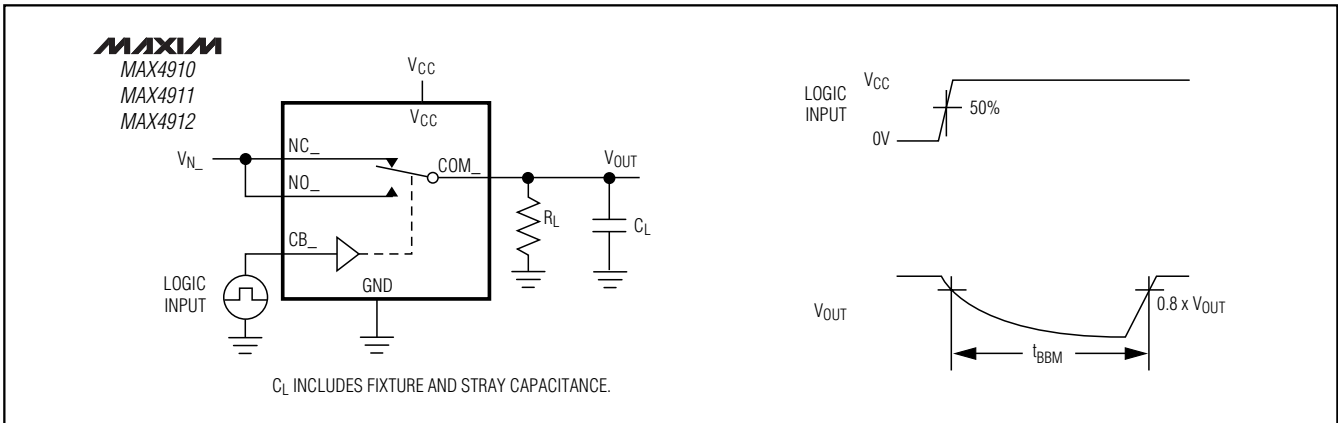 MAXIM
MAX4910
MAX4911
MAX4912
VCC
VCC
VN_
NC_
NO_
COM_
VOUT
RL
CL
CB_
LOGIC
INPUT
GND
CL INCLUDES FIXTURE AND STRAY CAPACITANCE.
LOGIC
INPUT
VCC
50%
0V
VOUT
0.8 x VOUT
tBBM